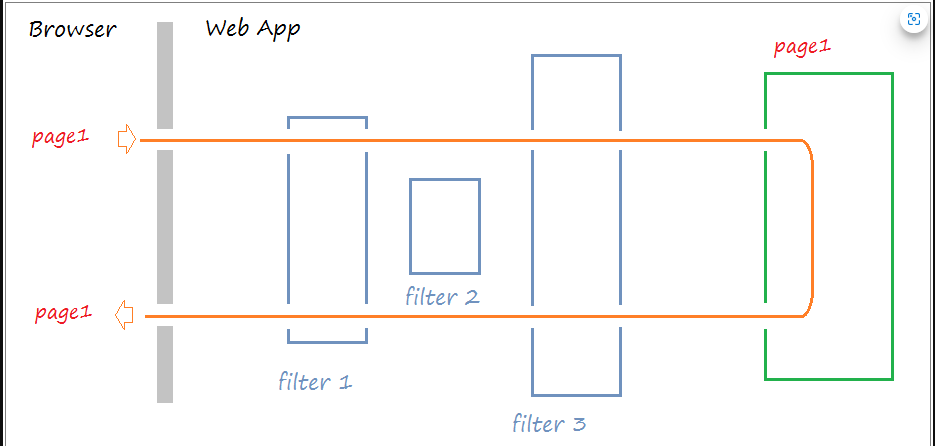 Browser
Web App
page1
page1
page1
filter 2
filter 1
filter 3